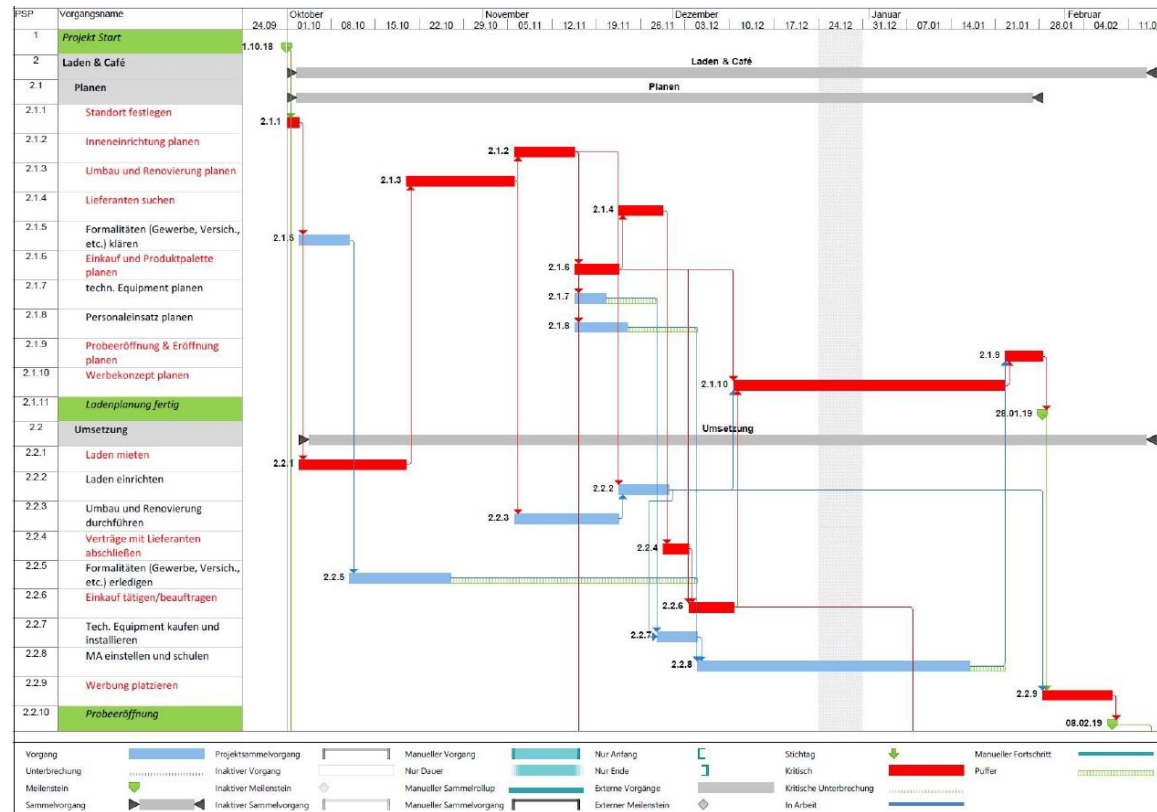 PSP Vorgangsname Oktober November Dezember Januar Februar
24.09 01.10 08.10 15.10 22.10 29.10 05.11 12.11 19.11 26.11 03.12 10.12 17.12 24.12 31.12 07.01 14.01 21.01 28.01 04.02 11.0
1 Projekt Start 1.10.18
2 Laden & Café Laden & Café
2.1 Planen Planen
2.1.1 Standort festlegen 2.1.1
2.1.2 Inneneinrichtung planen 2.1.2
2.1.3 Umbau und Renovierung planen 2.1.3
2.1.4 Lieferanten suchen 2.1.4
2.1.5 Formalitäten (Gewerbe, Versich.,
etc.) klären 2.1.5
2.1.6 Einkauf und Produktpalette
planen 2.1.6
2.1.7 techn. Equipment planen 2.1.7
2.1.8 Personaleinsatz planen 2.1.8
2.1.9 Probeeröffnung & Eröffnung
planen 2.1.9
2.1.10 Werbekonzept planen 2.1.10
2.1.11 Ladenplanung fertig 28.01.19
2.2 Umsetzung Umsetzung
2.2.1 Laden mieten 2.2.1
2.2.2 Laden einrichten 2.2.2
2.2.3 Umbau und Renovierung
durchführen 2.2.3
2.2.4 Verträge mit Lieferanten
abschließen 2.2.4
2.2.5 Formalitäten (Gewerbe, Versich.,
etc.) erledigen 2.2.5
2.2.6 Einkauf tätigen/beauftragen 2.2.6
2.2.7 Tech. Equipment kaufen und
installieren 2.2.7
2.2.8 MA einstellen und schulen 2.2.8
2.2.9 Werbung platzieren 2.2.9
2.2.10 Probeeröffnung 08.02.19
Vorgang Projektsammelvorgang Manueller Vorgang Nur Anfang Stichtag Manueller Fortschritt
Unterbrechung Inaktiver Vorgang Nur Dauer Nur Ende Kritisch Puffer
Meilenstein Inaktiver Meilenstein Manueller Sammelrollup Externe Vorgänge Kritische Unterbrechung
Sammelvorgang Inaktiver Sammelvorgang Manueller Sammelvorgang Externer Meilenstein In Arbeit